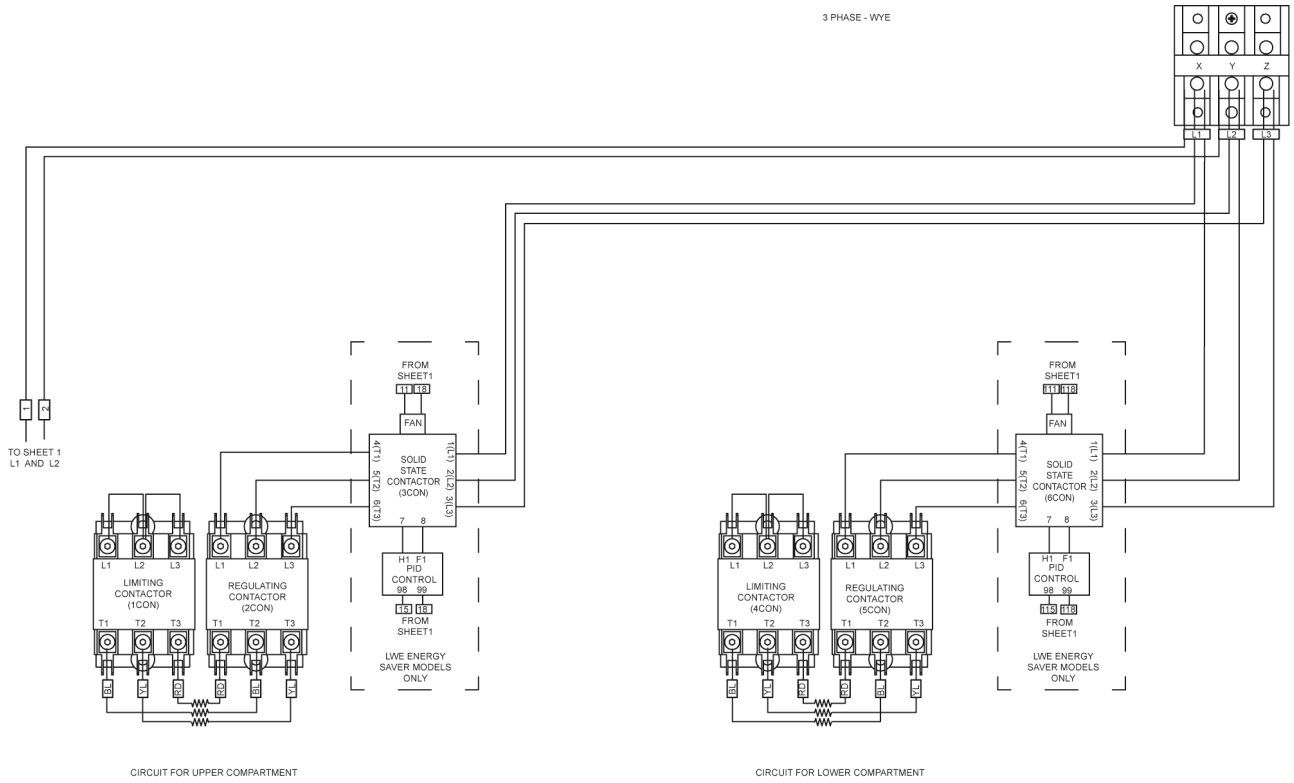 3 PHASE - WYE
X Y Z
L1 L2 L3
1 2
TO SHEET 1
L1 AND L2
FROM
SHEET1
11 18
FAN
4(T1)
5(T2)
6(T3)
SOLID
STATE
CONTACTOR
(3CON)
1(L1)
2(L2)
3(L3)
7 8
H1 F1
PID
CONTROL
98 99
15 18
FROM
SHEET1
LWE ENERGY
SAVER MODELS
ONLY
L1 L2 L3
LIMITING
CONTACTOR
(1CON)
T1 T2 T3
BL YL RD
L1 L2 L3
REGULATING
CONTACTOR
(2CON)
T1 T2 T3
RD BL YL
CIRCUIT FOR UPPER COMPARTMENT
FROM
SHEET1
111 118
FAN
4(T1)
5(T2)
6(T3)
SOLID
STATE
CONTACTOR
(6CON)
1(L1)
2(L2)
3(L3)
7 8
H1 F1
PID
CONTROL
98 99
115 118
FROM
SHEET1
LWE ENERGY
SAVER MODELS
ONLY
L1 L2 L3
LIMITING
CONTACTOR
(4CON)
T1 T2 T3
BL YL RD
L1 L2 L3
REGULATING
CONTACTOR
(5CON)
T1 T2 T3
RD BL YL
CIRCUIT FOR LOWER COMPARTMENT